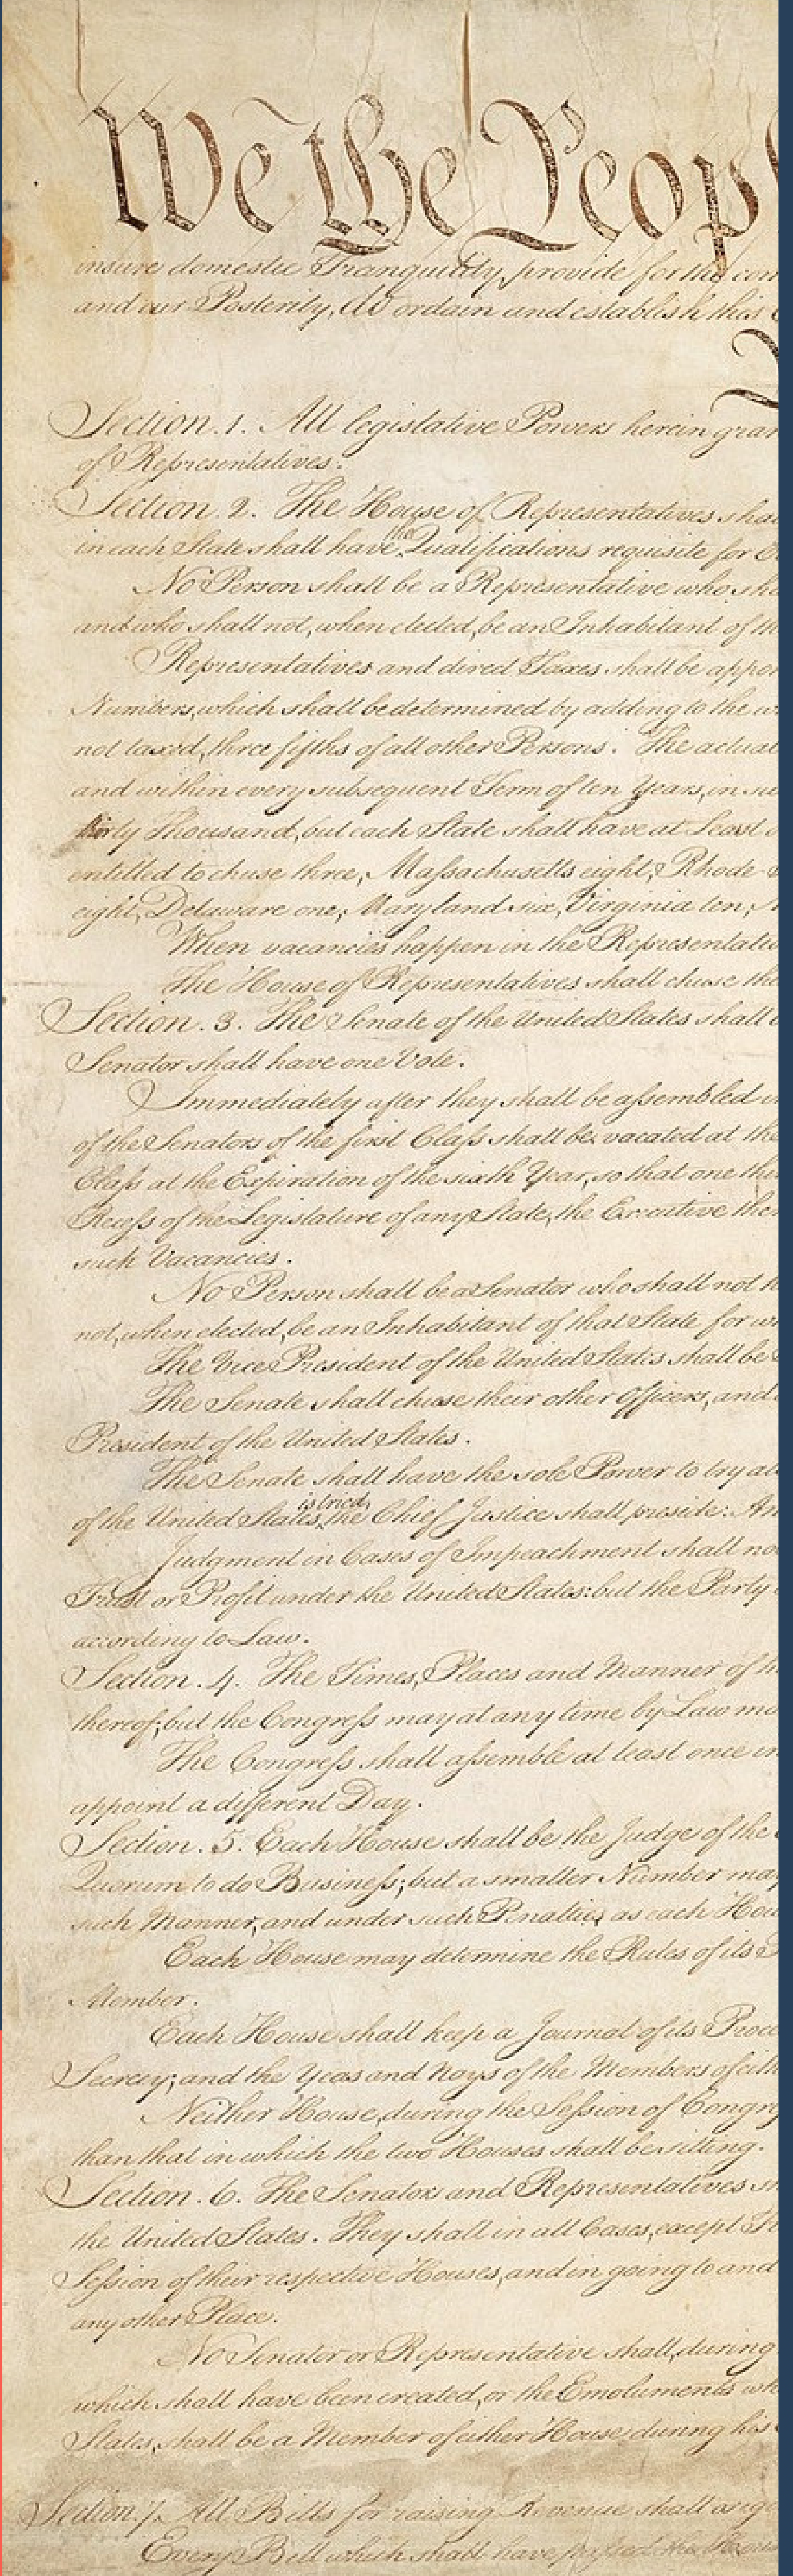 We the Peop
insure domestic Tranquility, provide for the com
and our Posterity, do ordain and establish this
Section. 1. All legislative Powers herein gran
of Representatives.
Section. 2. The House of Representatives shal
in each State shall have the Qualifications requisite for
No Person shall be a Representative who sha
and who shall not, when elected, be an Inhabitant of th
Representatives and direct Taxes shall be appor
Numbers, which shall be determined by adding to the w
not taxed, three fifths of all other Persons. The actual
and within every subsequent Term of ten Years, in su
thirty Thousand, but each State shall have at Least
entitled to chuse three, Massachusetts eight, Rhode-
eight, Delaware one, Maryland six, Virginia ten,
When vacancies happen in the Representatio
The House of Representatives shall chuse the
Section. 3. The Senate of the United States shall
Senator shall have one Vote.
Immediately after they shall be assembled i
of the Senators of the first Class shall be vacated at the
Class at the Expiration of the sixth Year, so that one thi
Recess of the Legislature of any State, the Executive the
such Vacancies.
No Person shall be a Senator who shall not
not, when elected, be an Inhabitant of that State for w
The Vice President of the United States shall be
The Senate shall chuse their other Officers, and
President of the United States.
The Senate shall have the sole Power to try al
of the United States is tried, the Chief Justice shall preside: An
Judgment in Cases of Impeachment shall no
Trust or Profit under the United States: but the Party
according to Law.
Section. 4. The Times, Places and Manner of h
thereof; but the Congress may at any time by Law ma
The Congress shall assemble at least once in
appoint a different Day.
Section. 5. Each House shall be the Judge of the
Quorum to do Business; but a smaller Number may
such Manner, and under such Penalties as each Hou
Each House may determine the Rules of its
Member.
Each House shall keep a Journal of its Proce
Secrecy; and the Yeas and Nays of the Members of eith
Neither House, during the Session of Congre
than that in which the two Houses shall be sitting.
Section. 6. The Senators and Representatives sh
the United States. They shall in all Cases, except Tr
Session of their respective Houses, and in going to and
any other Place.
No Senator or Representative shall, during
which shall have been created, or the Emoluments wh
States, shall be a Member of either House during his
Section. 7. All Bills for raising Revenue shall orig
Every Bill which shall have passed the House